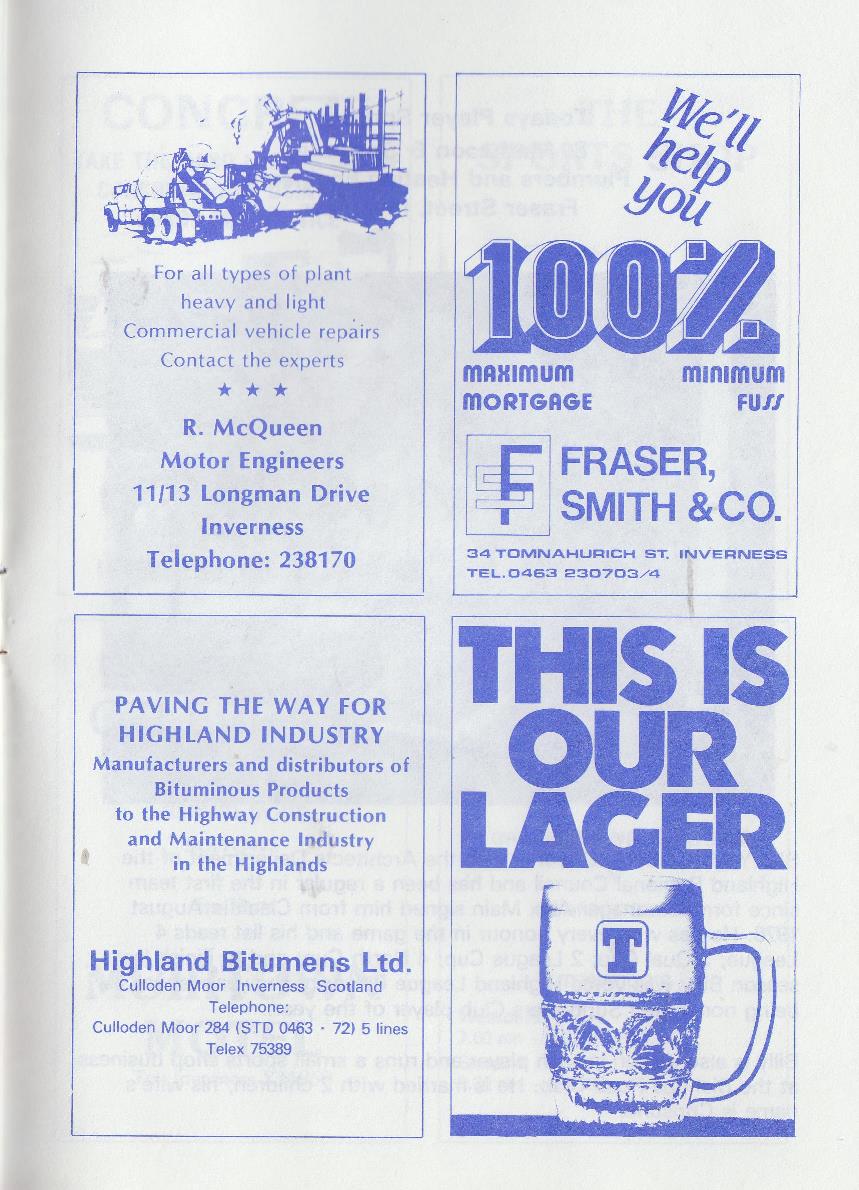 For all types of plant
heavy and light
Commercial vehicle repairs
Contact the experts
★ ★ ★
R. McQueen
Motor Engineers
11/13 Longman Drive
Inverness
Telephone: 238170
We'll
help
you
100%
MAXIMUM MINIMUM
MORTGAGE FUSS
FRASER,
SMITH & CO.
34 TOMNAHURICH ST. INVERNESS
TEL. 0463 230703/4
PAVING THE WAY FOR
HIGHLAND INDUSTRY
Manufacturers and distributors of
Bituminous Products
to the Highway Construction
and Maintenance Industry
in the Highlands
Highland Bitumens Ltd.
Culloden Moor Inverness Scotland
Telephone:
Culloden Moor 284 (STD 0463 · 72) 5 lines
Telex 75389
THIS IS
OUR
LAGER
T